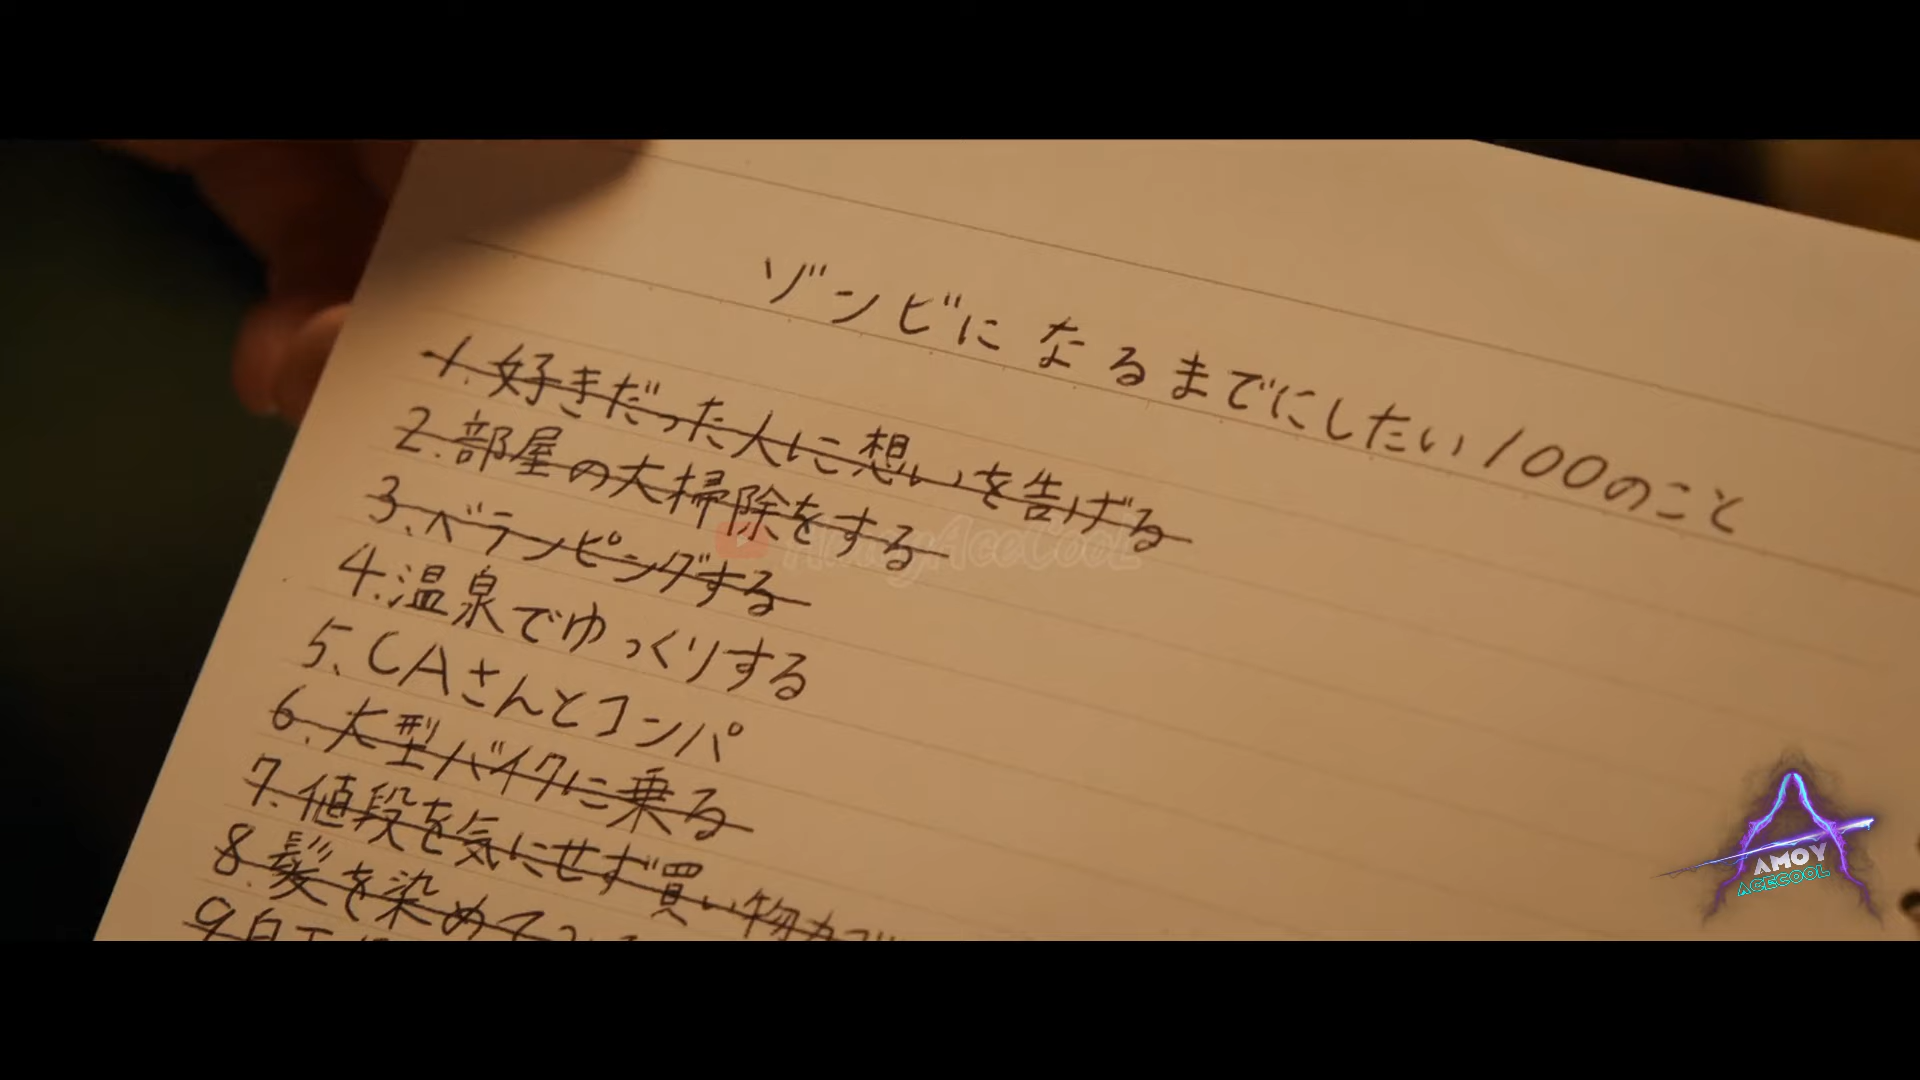 ゾンビになるまでにしたい100のこと
1.好きだった人に想いを告げる
2.部屋の大掃除をする
3.ベランピングする
4.温泉でゆっくりする
5.CAさんとコンパ
6.大型バイクに乗る
7.値段を気にせず買い物
8.髪を染め
9
AmoyAceCooL
AMOY
ACECOOL